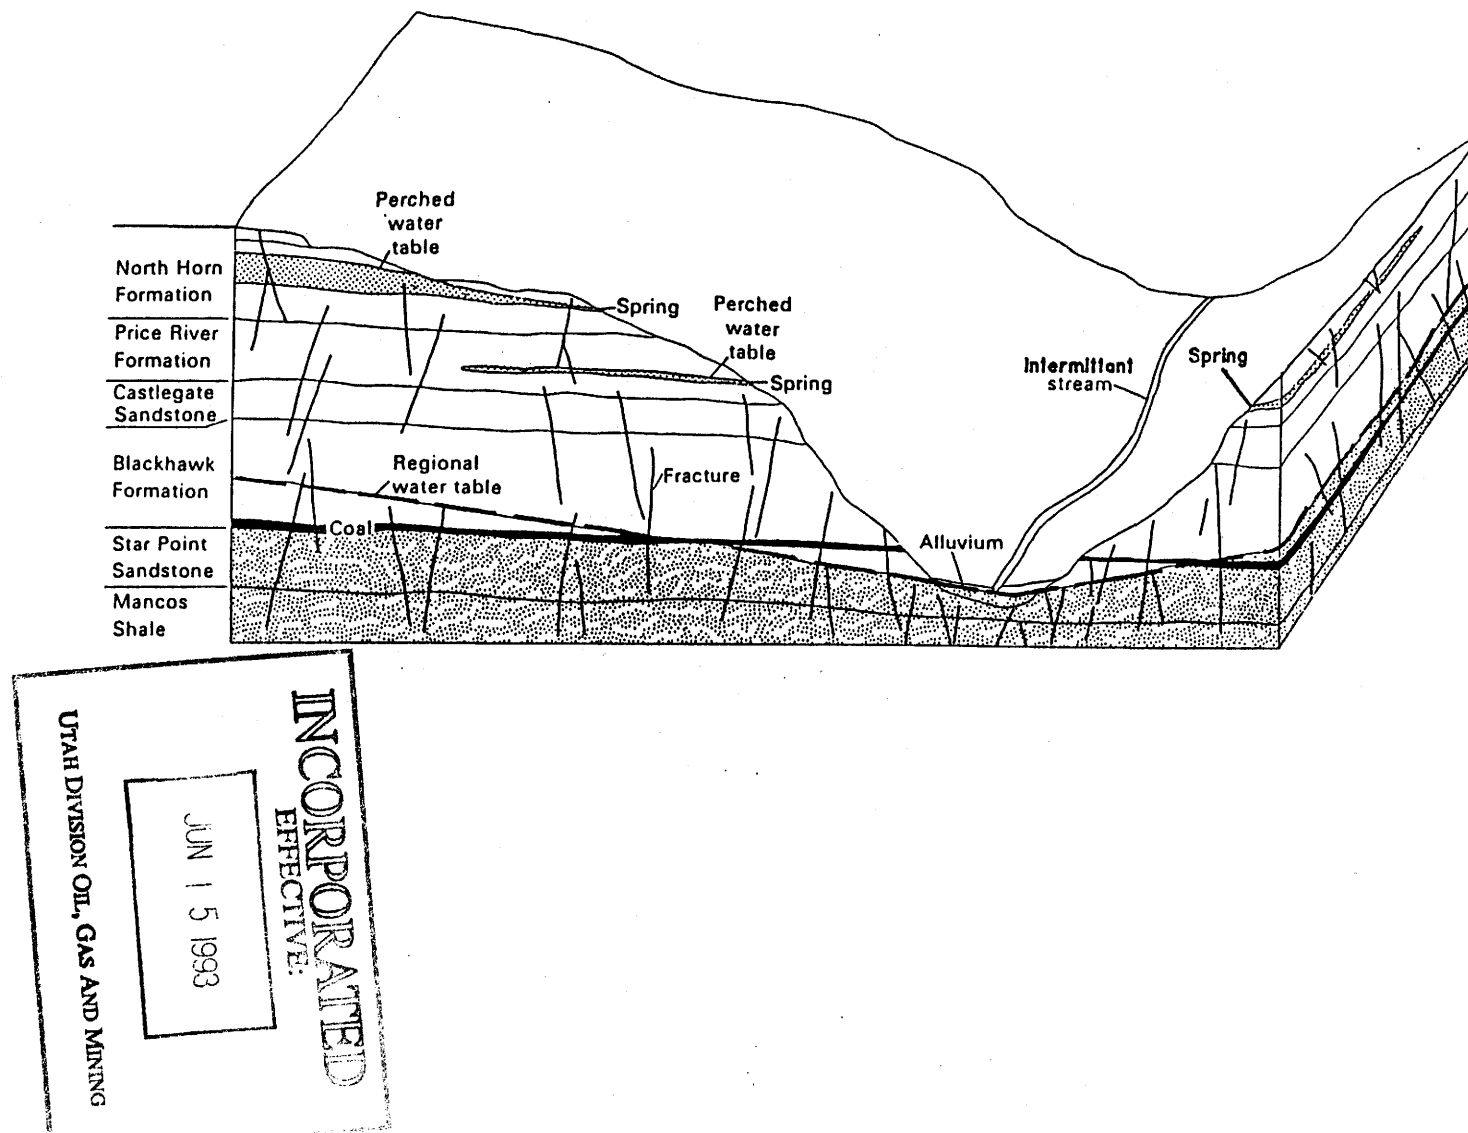 Perched
water
table
North Horn
Formation
Spring
Perched
water
table
Price River
Formation
Spring
Intermittant
stream
Spring
Castlegate
Sandstone
Blackhawk
Formation
Regional
water table
Fracture
Coal
Alluvium
Star Point
Sandstone
Mancos
Shale
INCORPORATED
EFFECTIVE:
JUN 15 1993
UTAH DIVISION OIL, GAS AND MINING